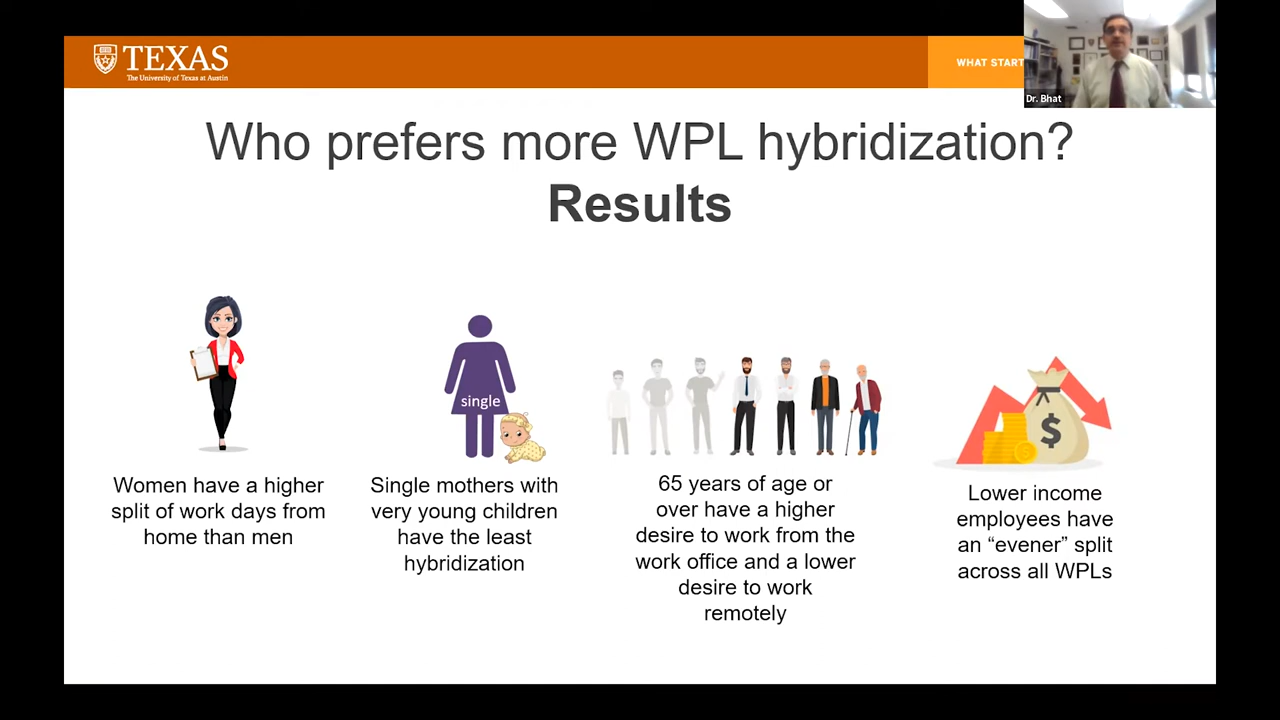 TEXAS
The University of Texas at Austin
WHAT START
Dr. Bhat
Who prefers more WPL hybridization?
Results
single
$
Women have a higher
split of work days from
home than men
Single mothers with
very young children
have the least
hybridization
65 years of age or
over have a higher
desire to work from the
work office and a lower
desire to work
remotely
Lower income
employees have
an “evener” split
across all WPLs